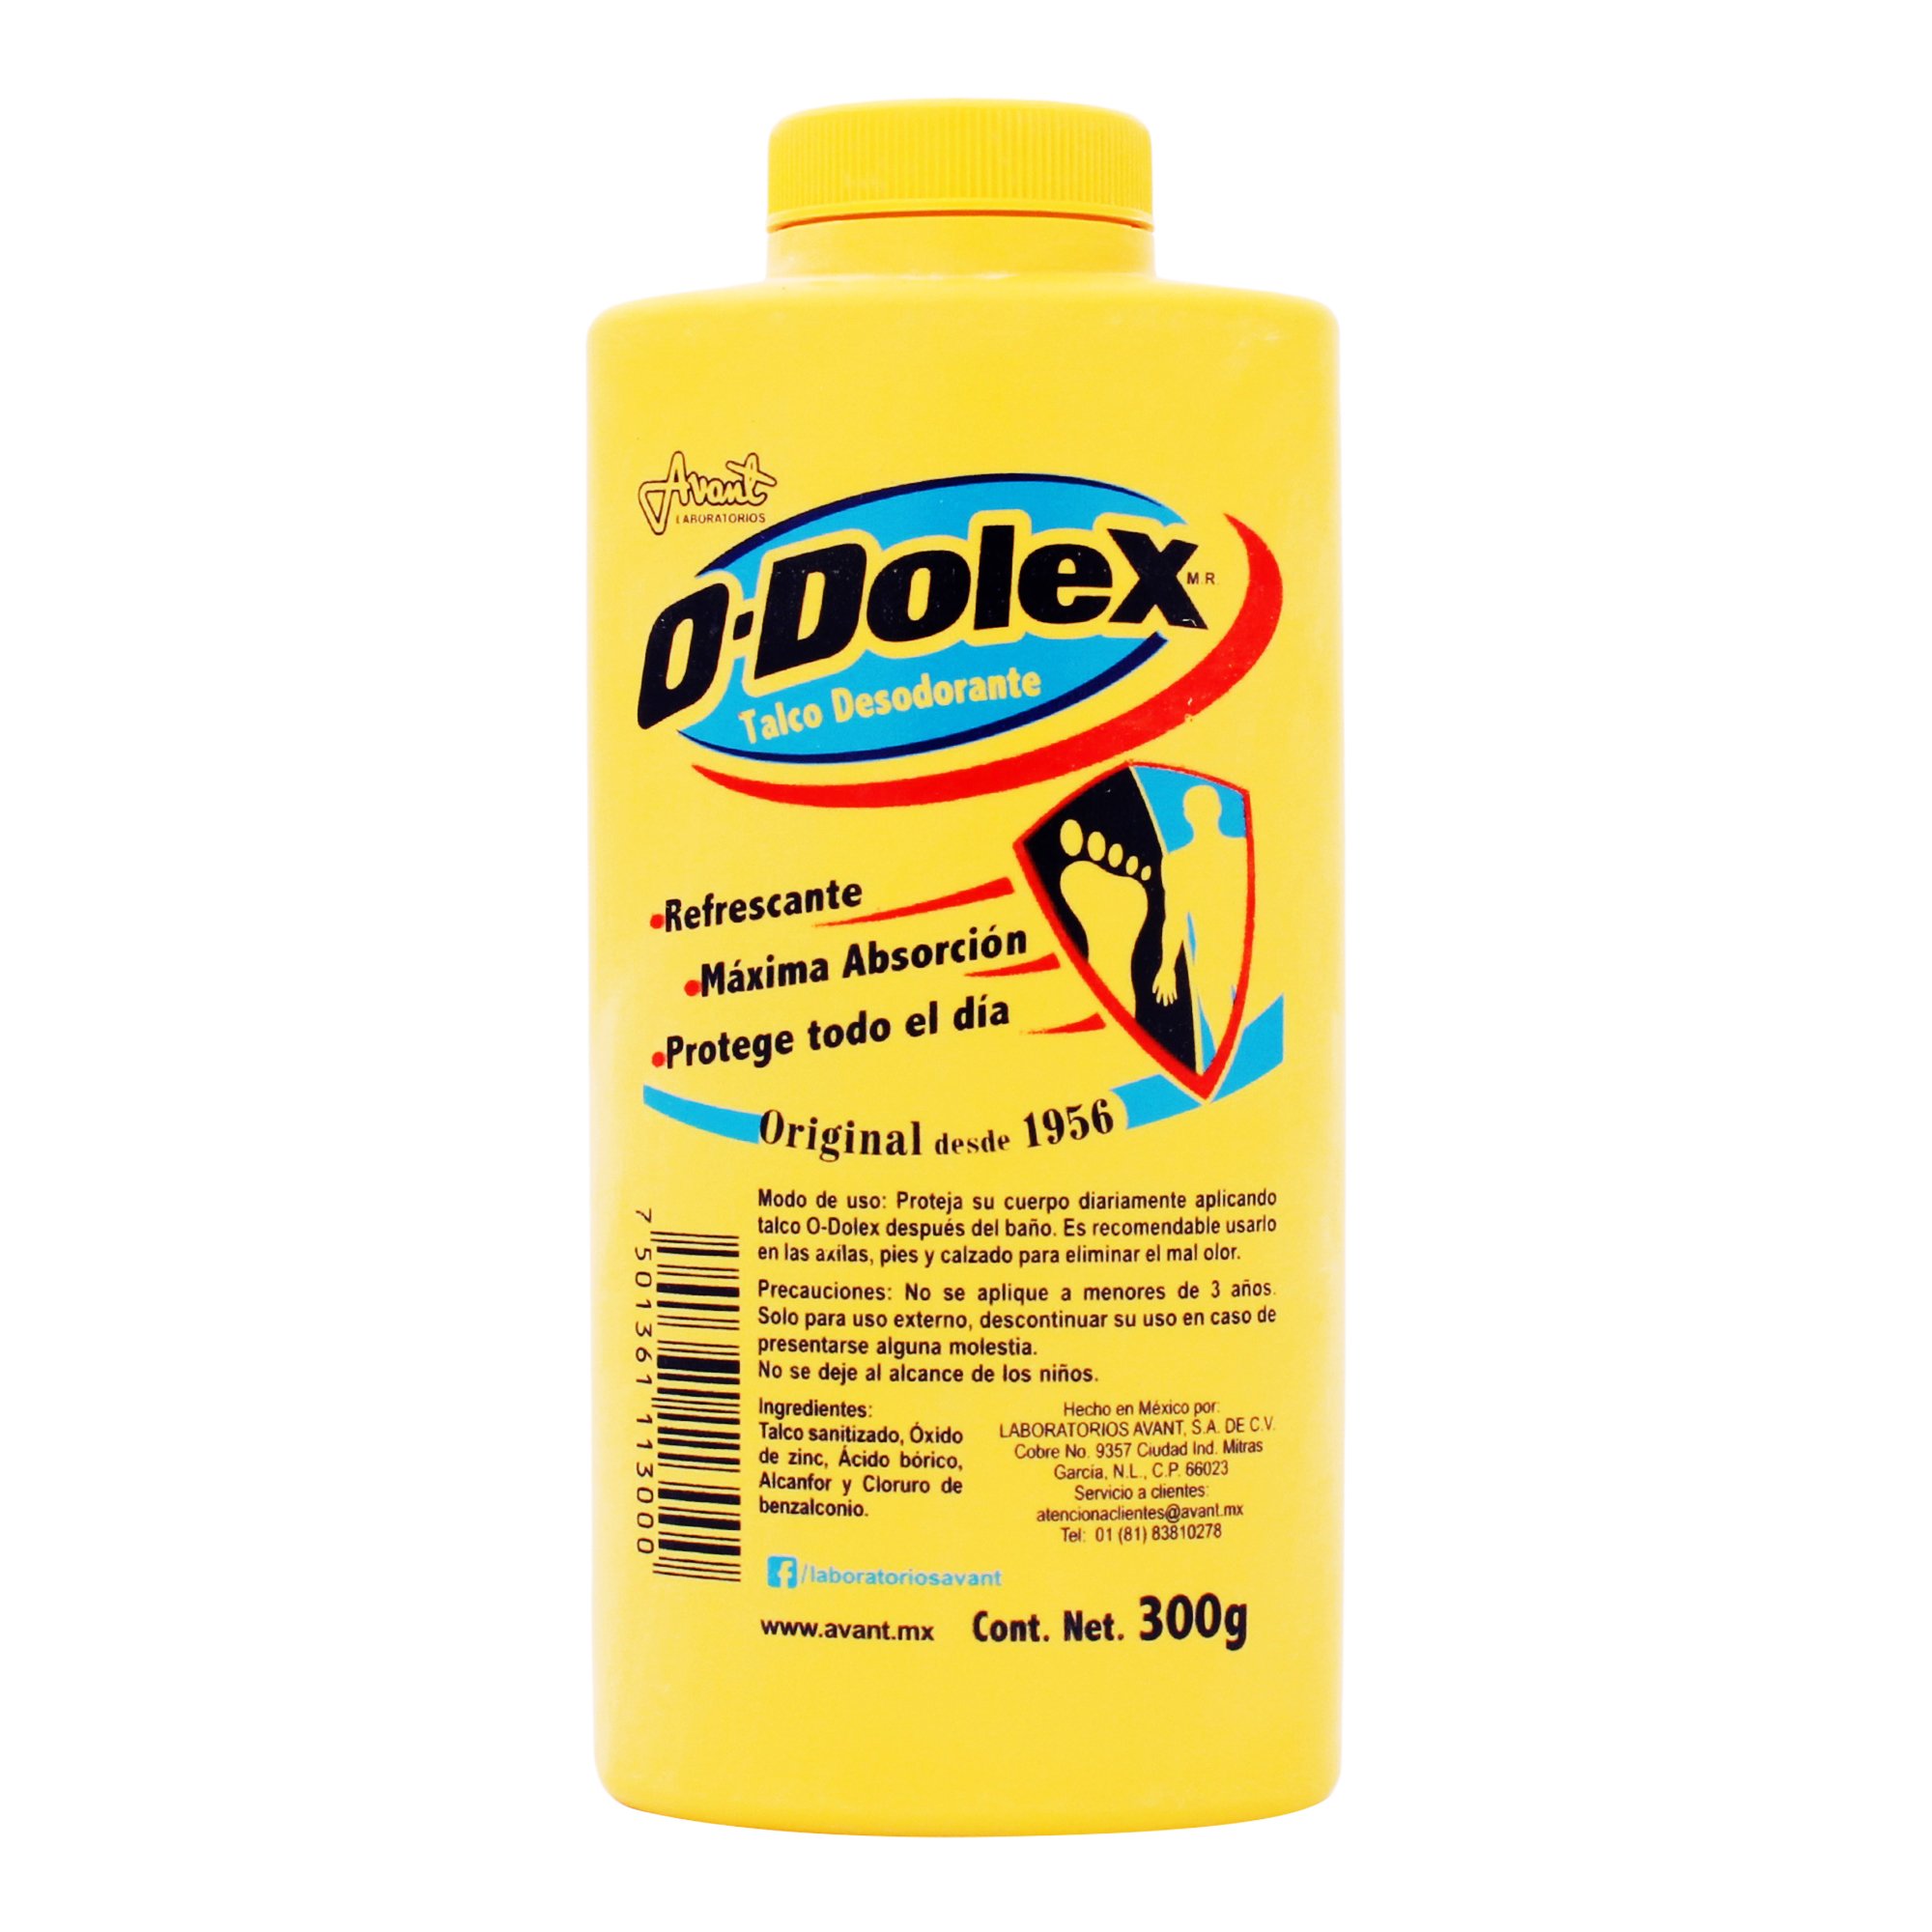 Avant
LABORATORIOS
O-Dolex M.R.
Talco Desodorante
•Refrescante
•Máxima Absorción
•Protege todo el día
Original desde 1956
Modo de uso: Proteja su cuerpo diariamente aplicando
talco O-Dolex después del baño. Es recomendable usarlo
en las axilas, pies y calzado para eliminar el mal olor.
Precauciones: No se aplique a menores de 3 años.
Solo para uso externo, descontinuar su uso en caso de
presentarse alguna molestia.
No se deje al alcance de los niños.
Ingredientes:
Talco sanitizado, Óxido
de zinc, Ácido bórico,
Alcanfor y Cloruro de
benzalconio.
Hecho en México por:
LABORATORIOS AVANT, S.A. DE C.V.
Cobre No. 9357 Ciudad Ind. Mitras
García, N.L., C.P. 66023
Servicio a clientes:
atencionaclientes@avant.mx
Tel: 01 (81) 83810278
f/laboratoriosavant
www.avant.mx Cont. Net. 300g
7 501361 113000